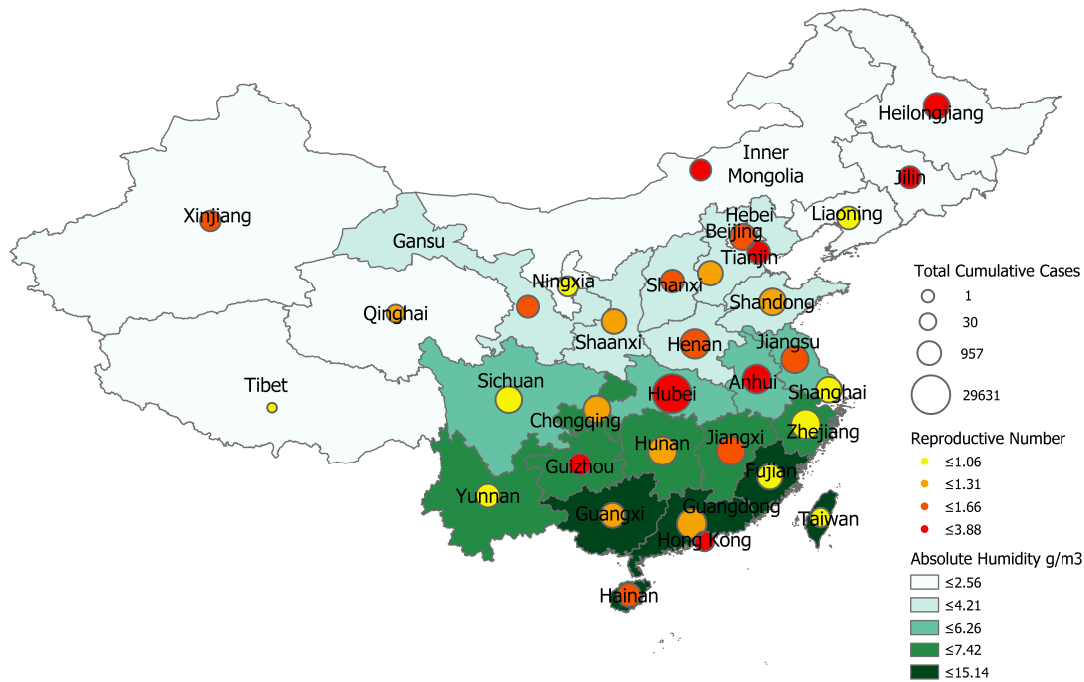 Heilongjiang
Inner
Mongolia
Jilin
Xinjiang
Liaoning
Hebei
Beijing
Gansu
Tianjin
Ningxia
Shanxi
Shandong
Qinghai
Shaanxi
Henan
Jiangsu
Tibet
Sichuan
Anhui
Shanghai
Hubei
Chongqing
Zhejiang
Hunan
Jiangxi
Guizhou
Fujian
Yunnan
Guangdong
Guangxi
Taiwan
Hong Kong
Hainan
Total Cumulative Cases
1
30
957
29631
Reproductive Number
≤1.06
≤1.31
≤1.66
≤3.88
Absolute Humidity g/m3
≤2.56
≤4.21
≤6.26
≤7.42
≤15.14